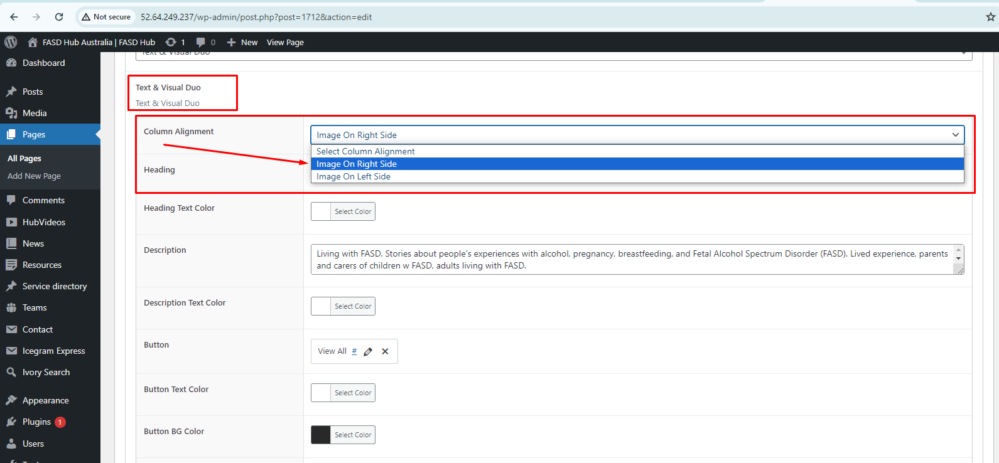 Not secure 52.64.249.237/wp-admin/post.php?post=1712&action=edit
FASD Hub Australia | FASD Hub 1 0 New View Page
Dashboard
Posts
Media
Pages
All Pages
Add New Page
Comments
HubVideos
News
Resources
Service directory
Teams
Contact
Icegram Express
Ivory Search
Appearance
Plugins 1
Users
Text & Visual Duo
Text & Visual Duo
Text & Visual Duo
Column Alignment
Image On Right Side
Select Column Alignment
Image On Right Side
Image On Left Side
Heading
Heading Text Color
Select Color
Description
Living with FASD. Stories about people's experiences with alcohol, pregnancy, breastfeeding, and Fetal Alcohol Spectrum Disorder (FASD). Lived experience, parents
and carers of children w FASD, adults living with FASD.
Description Text Color
Select Color
Button
View All #
Button Text Color
Select Color
Button BG Color
Select Color